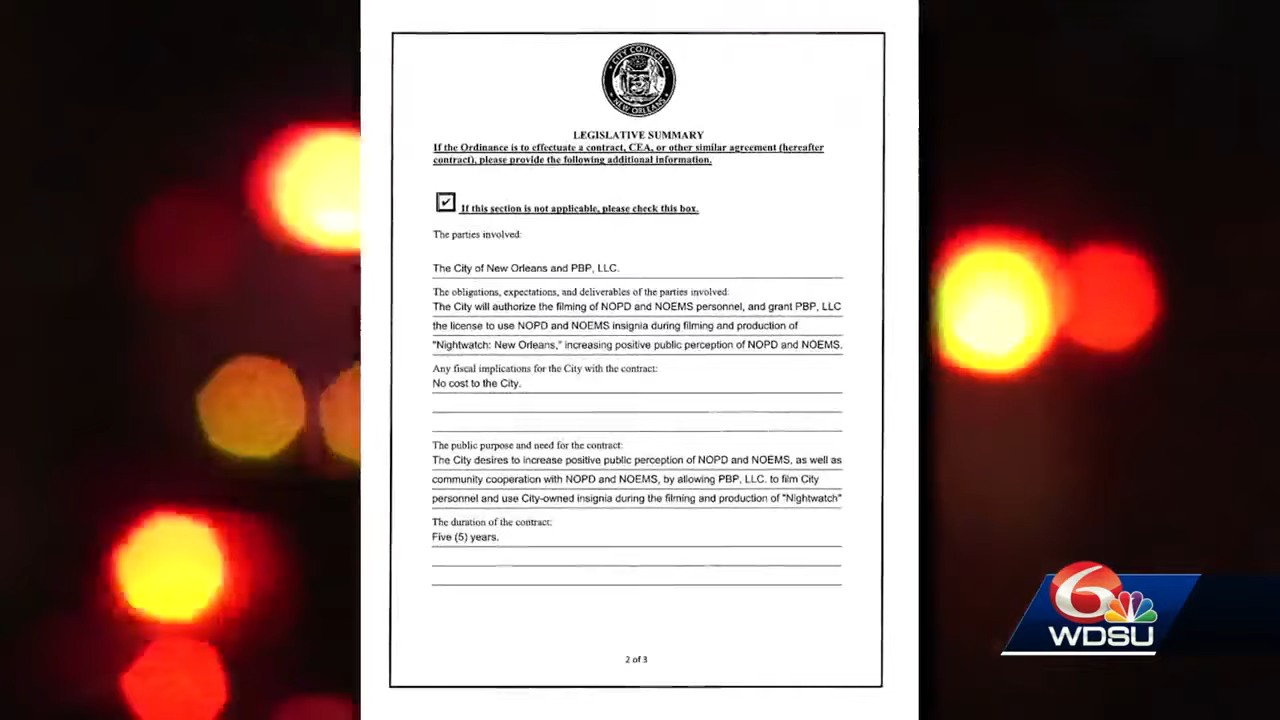 CITY COUNCIL
NEW ORLEANS
LEGISLATIVE SUMMARY
If the Ordinance is to effectuate a contract, CEA, or other similar agreement (hereafter
contract), please provide the following additional information.
If this section is not applicable, please check this box.
The parties involved:
The City of New Orleans and PBP, LLC.
The obligations, expectations, and deliverables of the parties involved:
The City will authorize the filming of NOPD and NOEMS personnel, and grant PBP, LLC
the license to use NOPD and NOEMS insignia during filming and production of
"Nightwatch: New Orleans," increasing positive public perception of NOPD and NOEMS.
Any fiscal implications for the City with the contract:
No cost to the City.
The public purpose and need for the contract:
The City desires to increase positive public perception of NOPD and NOEMS, as well as
community cooperation with NOPD and NOEMS, by allowing PBP, LLC. to film City
personnel and use City-owned insignia during the filming and production of "Nightwatch"
The duration of the contract:
Five (5) years.
2 of 3
6
WDSU